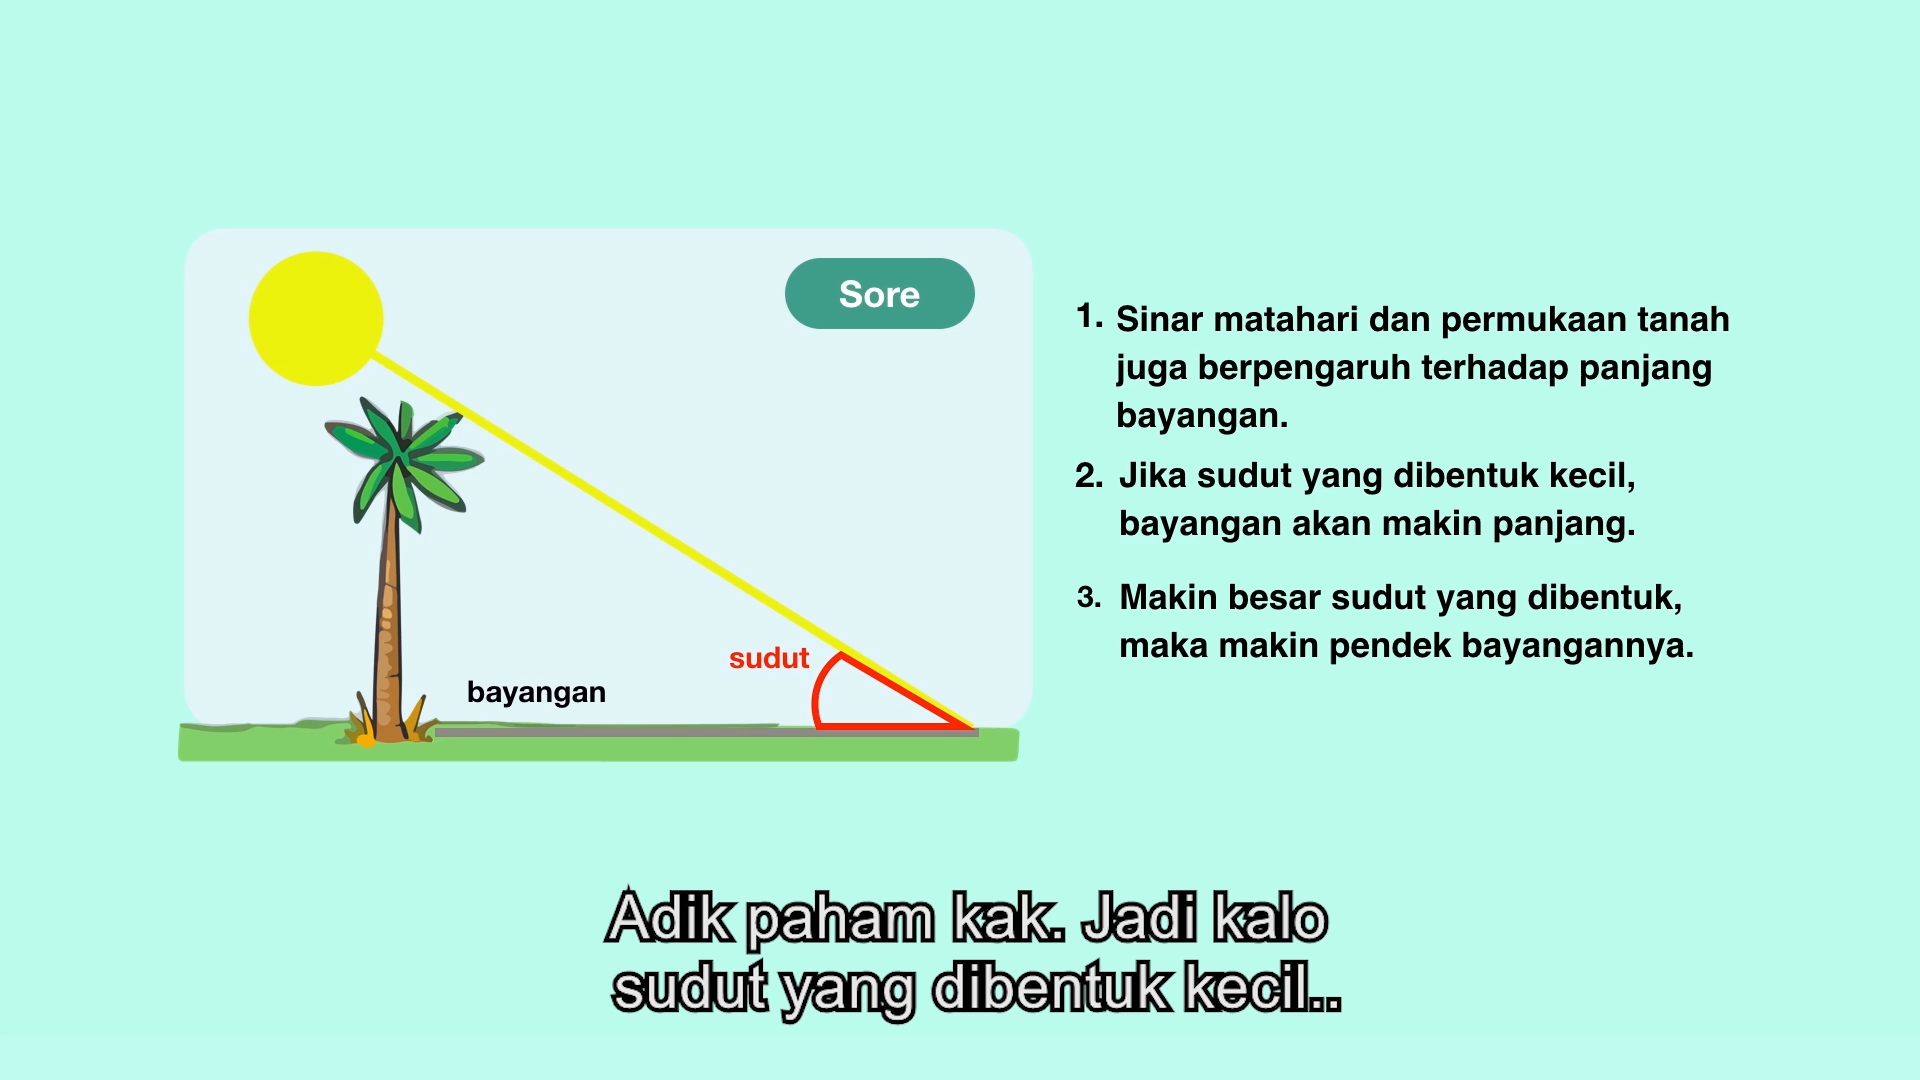 Sore
sudut
bayangan
1. Sinar matahari dan permukaan tanah
juga berpengaruh terhadap panjang
bayangan.
2. Jika sudut yang dibentuk kecil,
bayangan akan makin panjang.
3. Makin besar sudut yang dibentuk,
maka makin pendek bayangannya.
Adik paham kak. Jadi kalo
sudut yang dibentuk kecil..